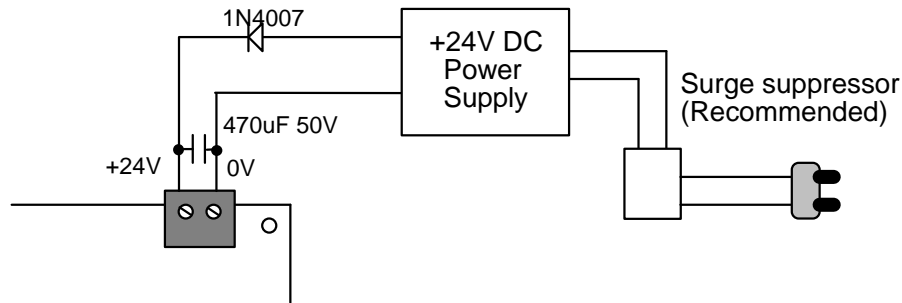 1N4007
+24V DC
Power
Supply
Surge suppressor
(Recommended)
470uF 50V
+24V
0V